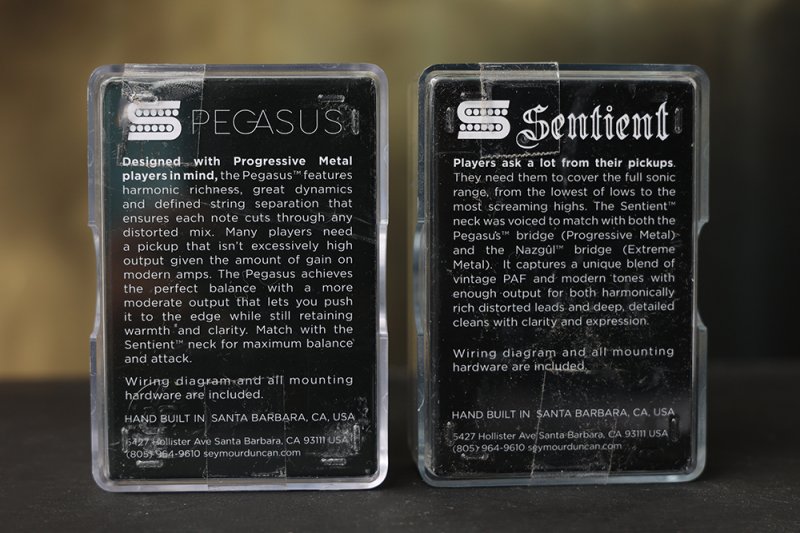 PEGASUS
Designed with Progressive Metal
players in mind, the Pegasus™ features
harmonic richness, great dynamics
and defined string separation that
ensures each note cuts through any
distorted mix. Many players need
a pickup that isn't excessively high
output given the amount of gain on
modern amps. The Pegasus achieves
the perfect balance with a more
moderate output that lets you push
it to the edge while still retaining
warmth and clarity. Match with the
Sentient™ neck for maximum balance
and attack.
Wiring diagram and all mounting
hardware are included.
HAND BUILT IN SANTA BARBARA, CA, USA
5427 Hollister Ave Santa Barbara, CA 93111 USA
(805) 964-9610 seymourduncan.com
Sentient
Players ask a lot from their pickups.
They need them to cover the full sonic
range, from the lowest of lows to the
most screaming highs. The Sentient™
neck was voiced to match with both the
Pegasus™ bridge (Progressive Metal)
and the Nazgûl™ bridge (Extreme
Metal). It captures a unique blend of
vintage PAF and modern tones with
enough output for both harmonically
rich distorted leads and deep, detailed
cleans with clarity and expression.
Wiring diagram and all mounting
hardware are included.
HAND BUILT IN SANTA BARBARA, CA, USA
5427 Hollister Ave Santa Barbara, CA 93111 USA
(805) 964-9610 seymourduncan.com